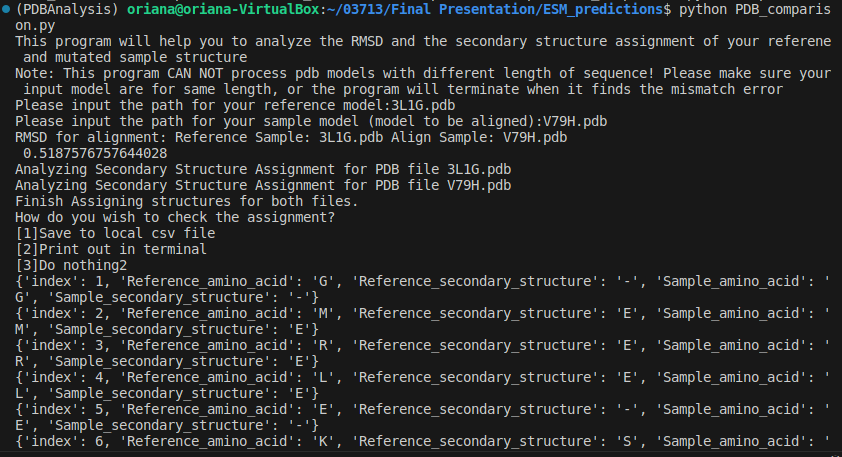 (PDBAnalysis) oriana@oriana-VirtualBox:~/03713/Final Presentation/ESM_predictions$ python PDB_comparis
on.py
This program will help you to analyze the RMSD and the secondary structure assignment of your referene
 and mutated sample structure
Note: This program CAN NOT process pdb models with different length of sequence! Please make sure your
 input model are for same length, or the program will terminate when it finds the mismatch error
Please input the path for your reference model:3L1G.pdb
Please input the path for your sample model (model to be aligned):V79H.pdb
RMSD for alignment: Reference Sample: 3L1G.pdb Align Sample: V79H.pdb
 0.5187576757644028
Analyzing Secondary Structure Assignment for PDB file 3L1G.pdb
Analyzing Secondary Structure Assignment for PDB file V79H.pdb
Finish Assigning structures for both files.
How do you wish to check the assignment?
[1]Save to local csv file
[2]Print out in terminal
[3]Do nothing2
{'index': 1, 'Reference_amino_acid': 'G', 'Reference_secondary_structure': '-', 'Sample_amino_acid': '
G', 'Sample_secondary_structure': '-'}
{'index': 2, 'Reference_amino_acid': 'M', 'Reference_secondary_structure': 'E', 'Sample_amino_acid': '
M', 'Sample_secondary_structure': 'E'}
{'index': 3, 'Reference_amino_acid': 'R', 'Reference_secondary_structure': 'E', 'Sample_amino_acid': '
R', 'Sample_secondary_structure': 'E'}
{'index': 4, 'Reference_amino_acid': 'L', 'Reference_secondary_structure': 'E', 'Sample_amino_acid': '
L', 'Sample_secondary_structure': 'E'}
{'index': 5, 'Reference_amino_acid': 'E', 'Reference_secondary_structure': '-', 'Sample_amino_acid': '
E', 'Sample_secondary_structure': '-'}
{'index': 6, 'Reference_amino_acid': 'K', 'Reference_secondary_structure': 'S', 'Sample_amino_acid': '